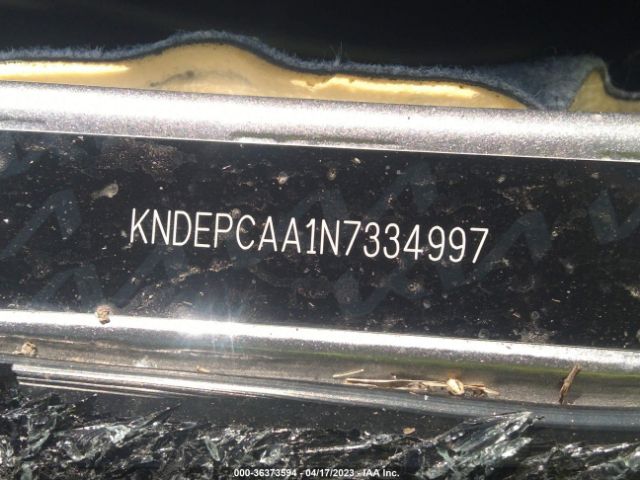 KNDEPCAA1N7334997
000-36373594 - 04/17/2023 - IAA Inc.